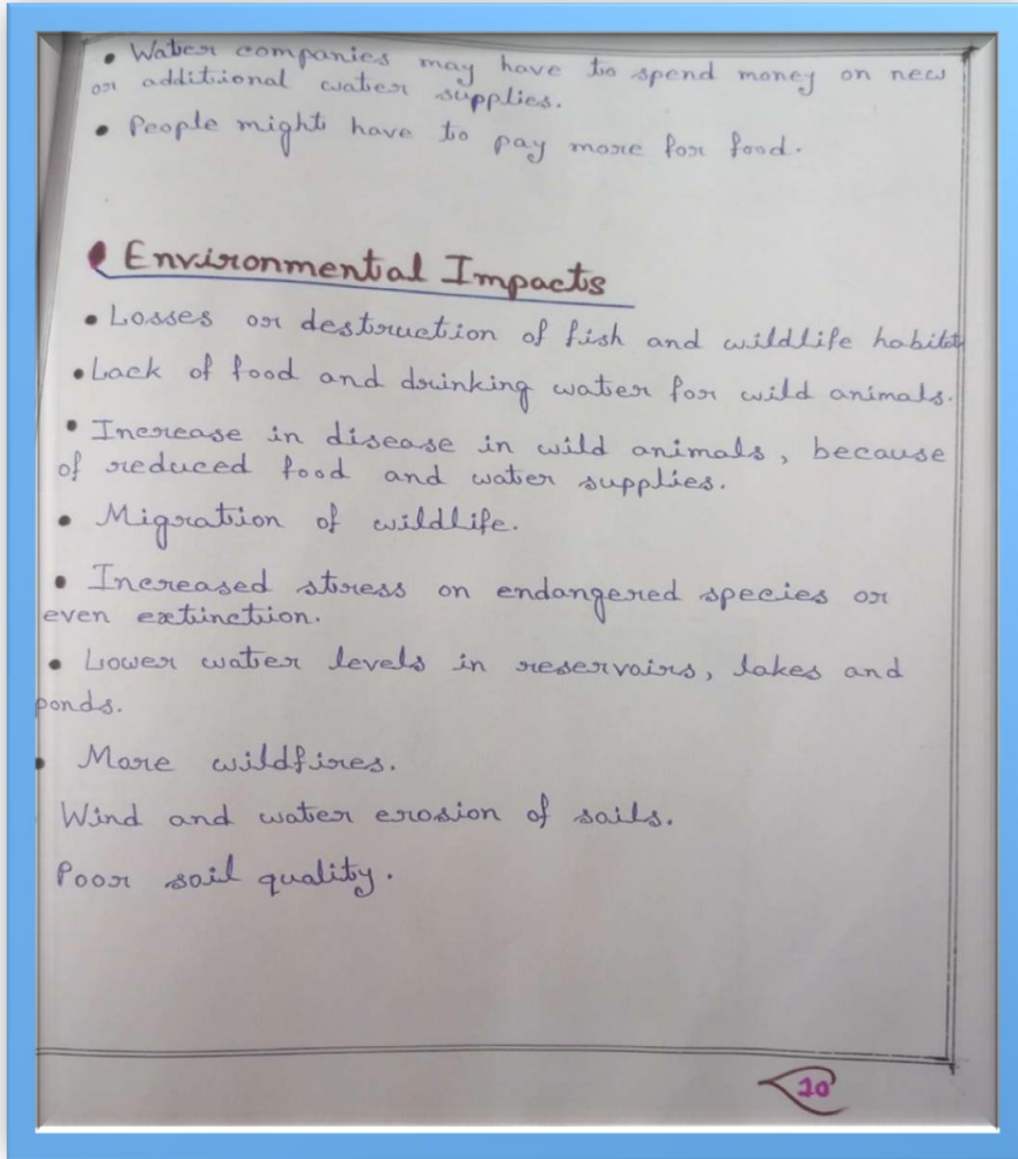 • Water companies may have to spend money on new
or additional water supplies.
• People might have to pay more for food.
Environmental Impacts
• Losses or destruction of fish and wildlife habitat
• Lack of food and drinking water for wild animals.
• Increase in disease in wild animals, because
of reduced food and water supplies.
• Migration of wildlife.
• Increased stress on endangered species or
even extinction.
• Lower water levels in reservairs, lakes and
ponds.
• More wildfires.
Wind and water erosion of soils.
Poor soil quality.
10